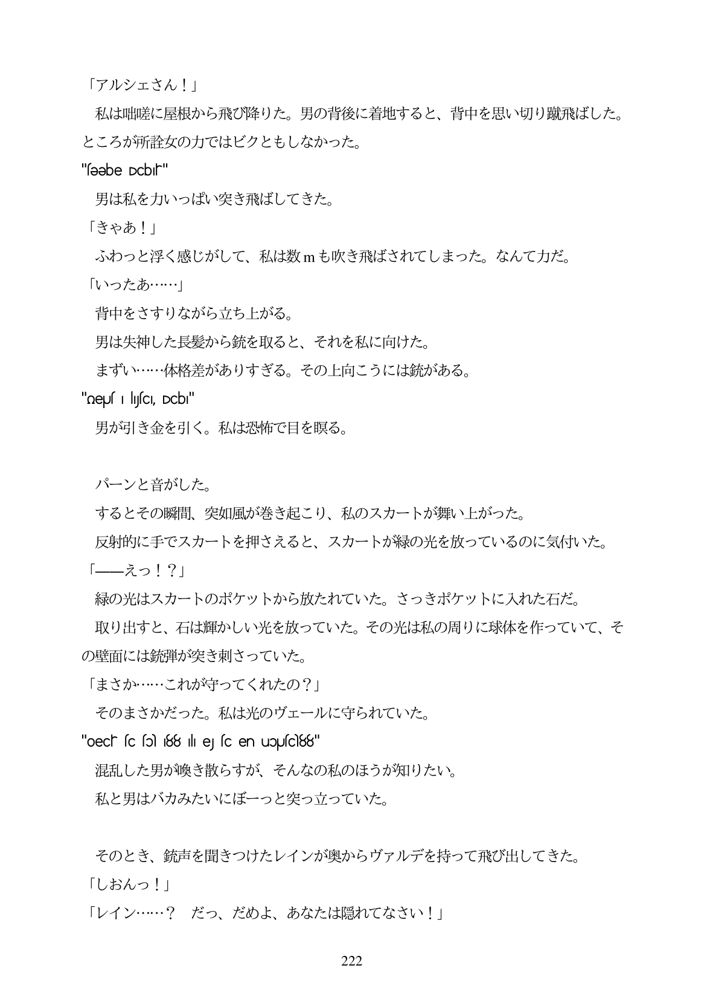 「アルシェさん！」
私は咄嗟に屋根から飛び降りた。男の背後に着地すると、背中を思い切り蹴飛ばした。
ところが所詮女の力ではビクともしなかった。
男は私を力いっぱい突き飛ばしてきた。
「きゃあ！」
ふわっと浮く感じがして、私は数 m も吹き飛ばされてしまった。なんて力だ。
「いったあ……」
背中をさすりながら立ち上がる。
男は失神した長髪から銃を取ると、それを私に向けた。
まずい……体格差がありすぎる。その上向こうには銃がある。
男が引き金を引く。私は恐怖で目を瞑る。
パーンと音がした。
するとその瞬間、突如風が巻き起こり、私のスカートが舞い上がった。
反射的に手でスカートを押さえると、スカートが緑の光を放っているのに気付いた。
「――えっ！？」
緑の光はスカートのポケットから放たれていた。さっきポケットに入れた石だ。
取り出すと、石は輝かしい光を放っていた。その光は私の周りに球体を作っていて、そ
の壁面には銃弾が突き刺さっていた。
「まさか……これが守ってくれたの？」
そのまさかだった。私は光のヴェールに守られていた。
混乱した男が喚き散らすが、そんなの私のほうが知りたい。
私と男はバカみたいにぼーっと突っ立っていた。
そのとき、銃声を聞きつけたレインが奥からヴァルデを持って飛び出してきた。
「しおんっ！」
「レイン……？　だっ、だめよ、あなたは隠れてなさい！」
222